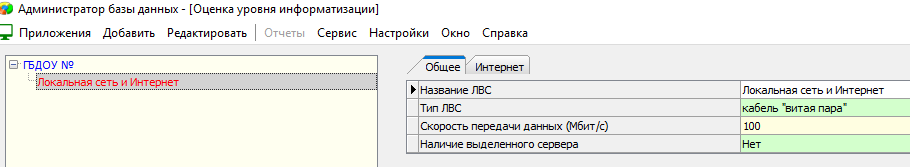 Администратор базы данных - [Оценка уровня информатизации]
Приложения Добавить Редактировать Отчеты Сервис Настройки Окно Справка
ГБДОУ №
Локальная сеть и Интернет
Общее Интернет
Название ЛВС Локальная сеть и Интернет
Тип ЛВС кабель "витая пара"
Скорость передачи данных (Мбит/с) 100
Наличие выделенного сервера Нет